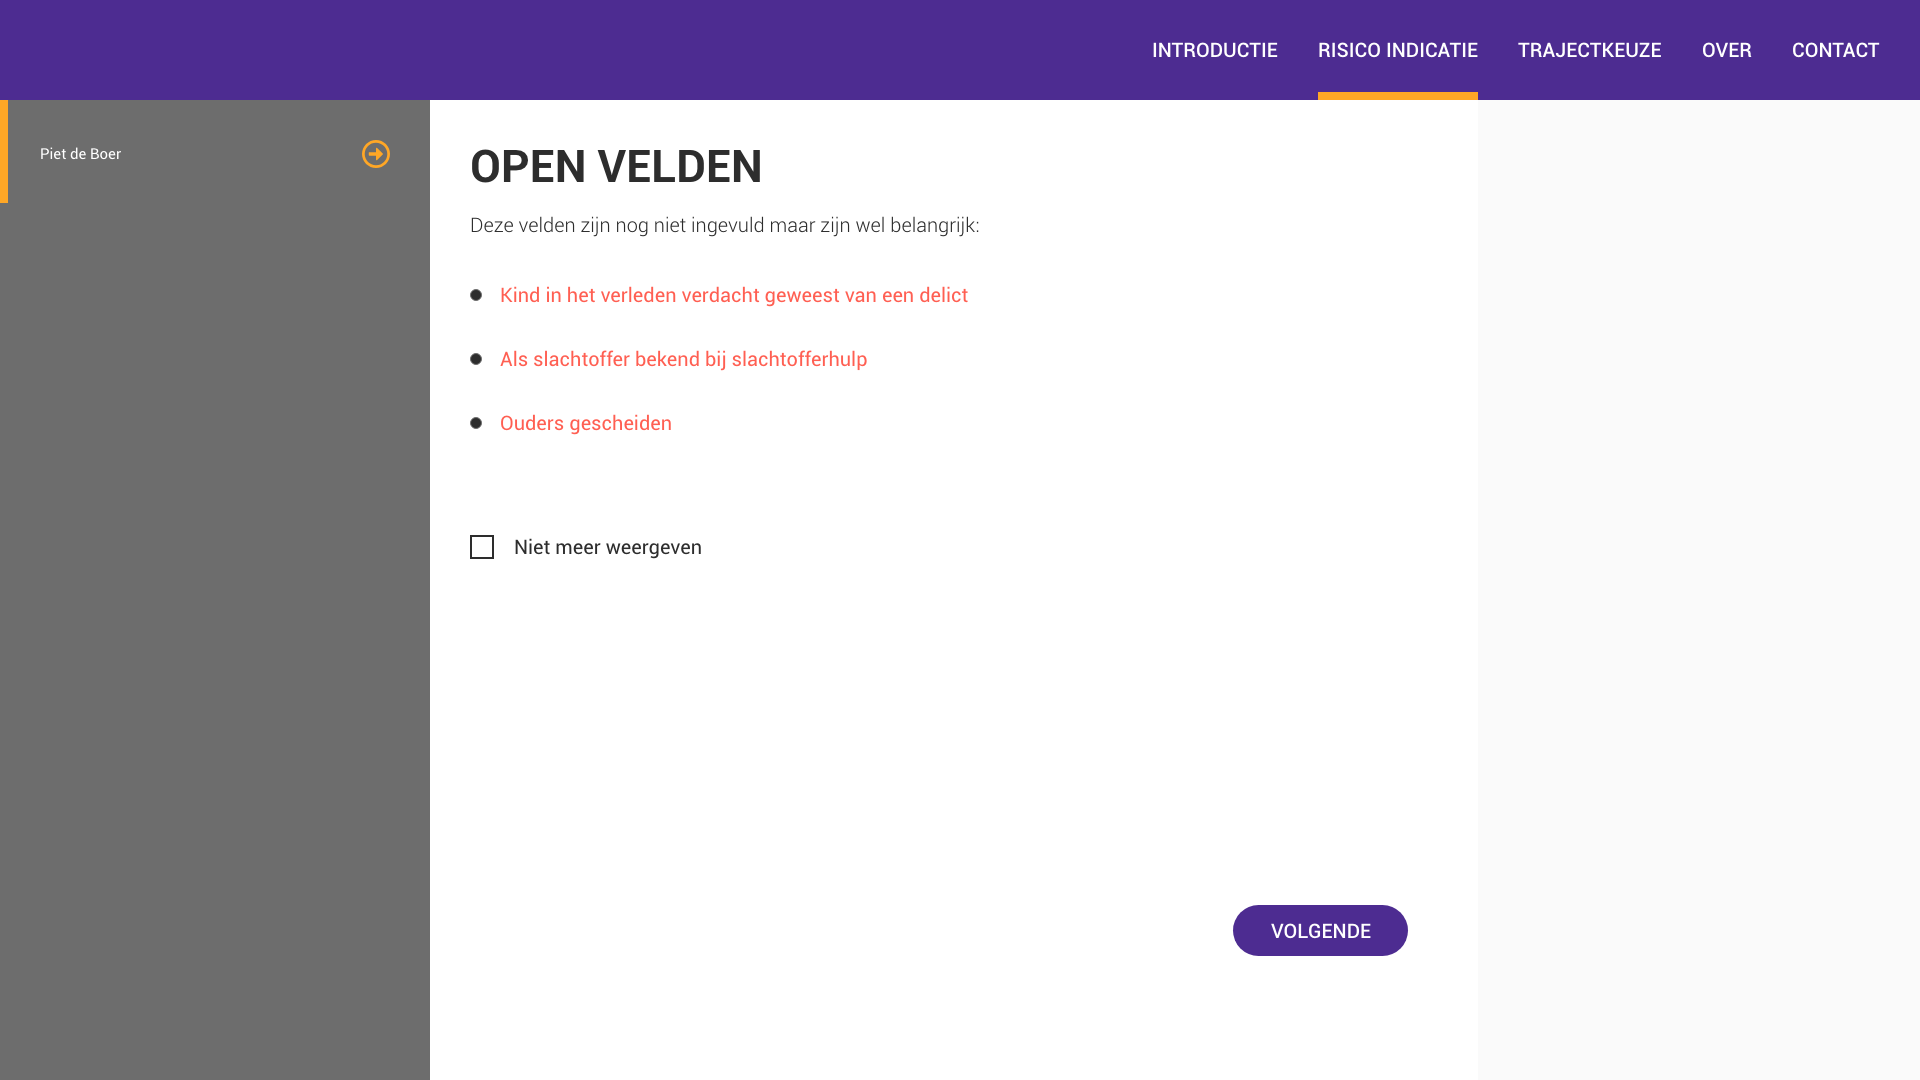 INTRODUCTIE RISICO INDICATIE TRAJECTKEUZE OVER CONTACT
Piet de Boer
OPEN VELDEN
Deze velden zijn nog niet ingevuld maar zijn wel belangrijk:
Kind in het verleden verdacht geweest van een delict
Als slachtoffer bekend bij slachtofferhulp
Ouders gescheiden
Niet meer weergeven
VOLGENDE